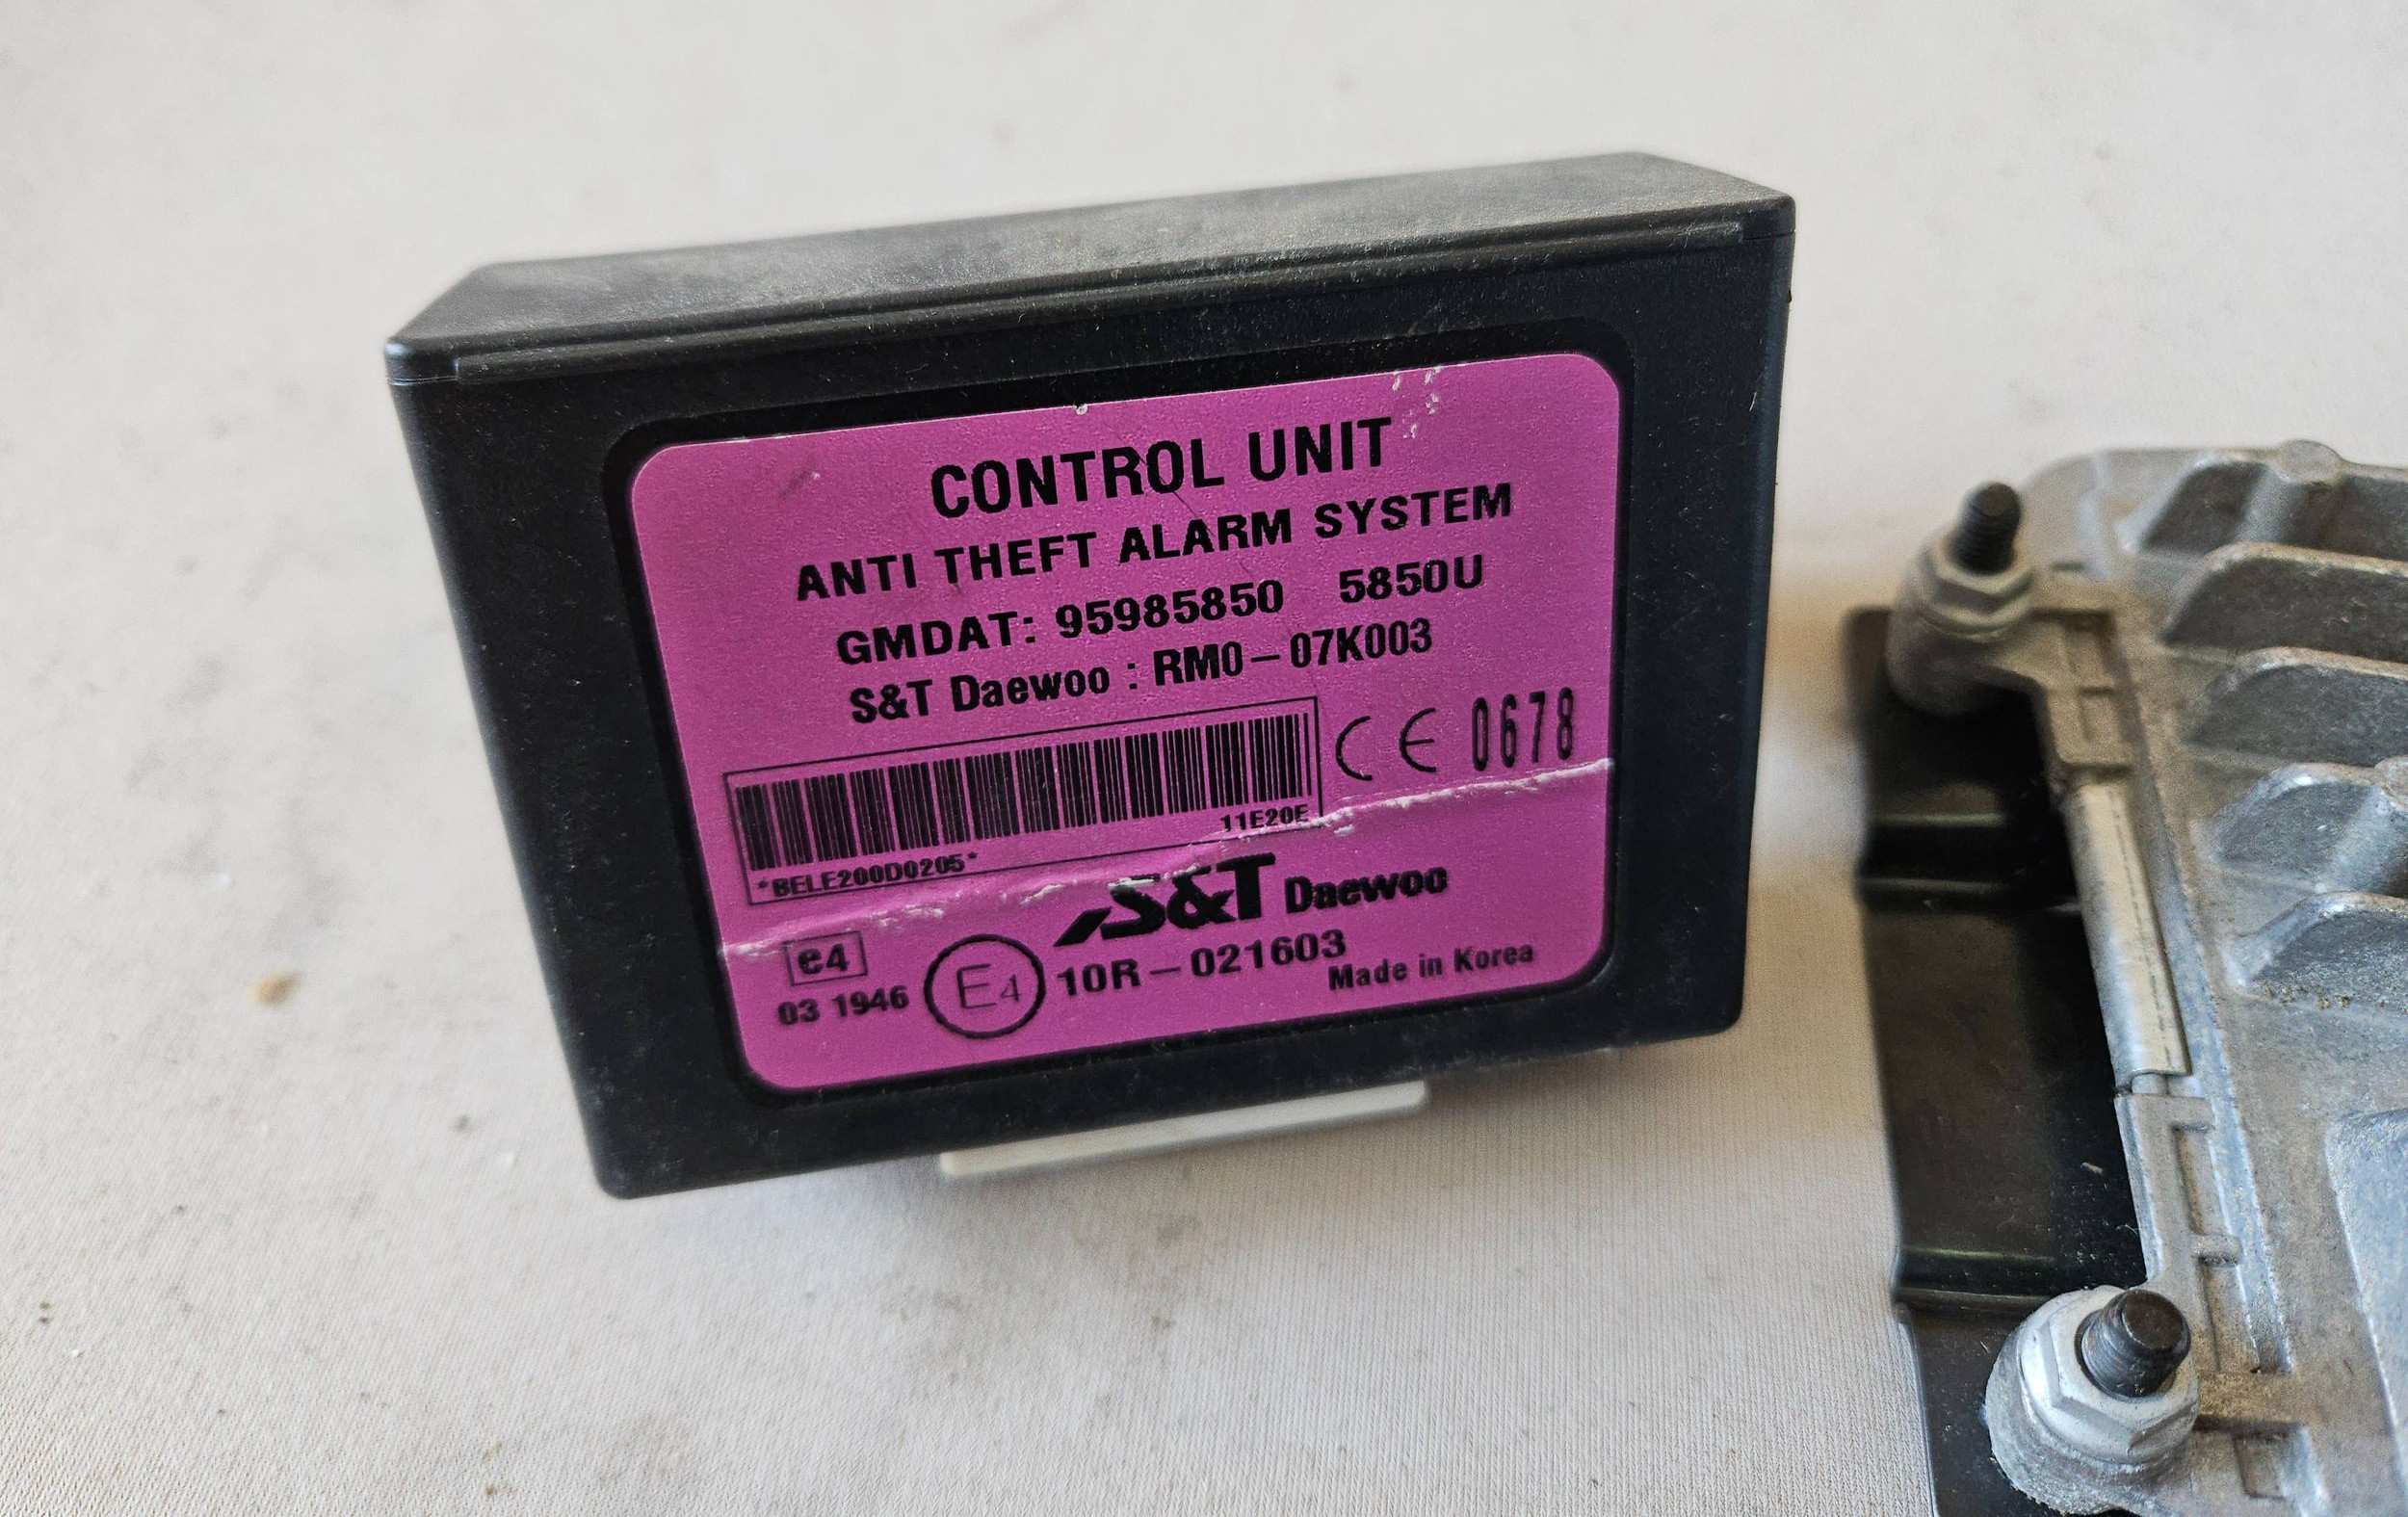 CONTROL UNIT
ANTI THEFT ALARM SYSTEM
GMDAT: 95985850 5850U
S&T Daewoo : RM0-07K003
CE 0678
11E20E
*BELE200D0205*
S&T Daewoo
e4
03 1946
E4
10R-021603
Made in Korea